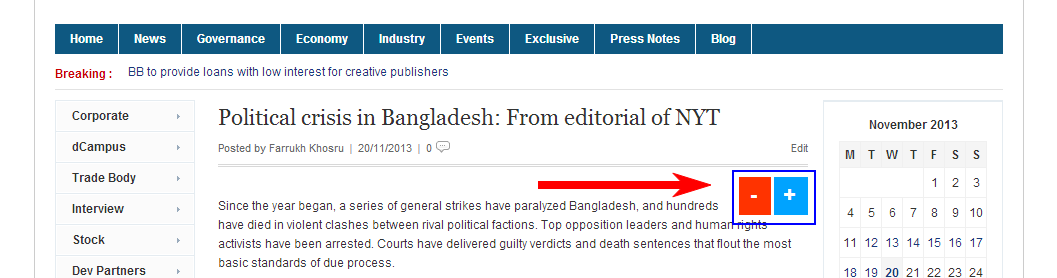 Home News Governance Economy Industry Events Exclusive Press Notes Blog
Breaking : BB to provide loans with low interest for creative publishers
Corporate
dCampus
Trade Body
Interview
Stock
Dev Partners
Political crisis in Bangladesh: From editorial of NYT
Posted by Farrukh Khosru | 20/11/2013 | 0
Edit
- +
Since the year began, a series of general strikes have paralyzed Bangladesh, and hundreds
have died in violent clashes between rival political factions. Top opposition leaders and human rights
activists have been arrested. Courts have delivered guilty verdicts and death sentences that flout the most
basic standards of due process.
November 2013
M T W T F S S
1 2 3
4 5 6 7 8 9 10
11 12 13 14 15 16 17
18 19 20 21 22 23 24